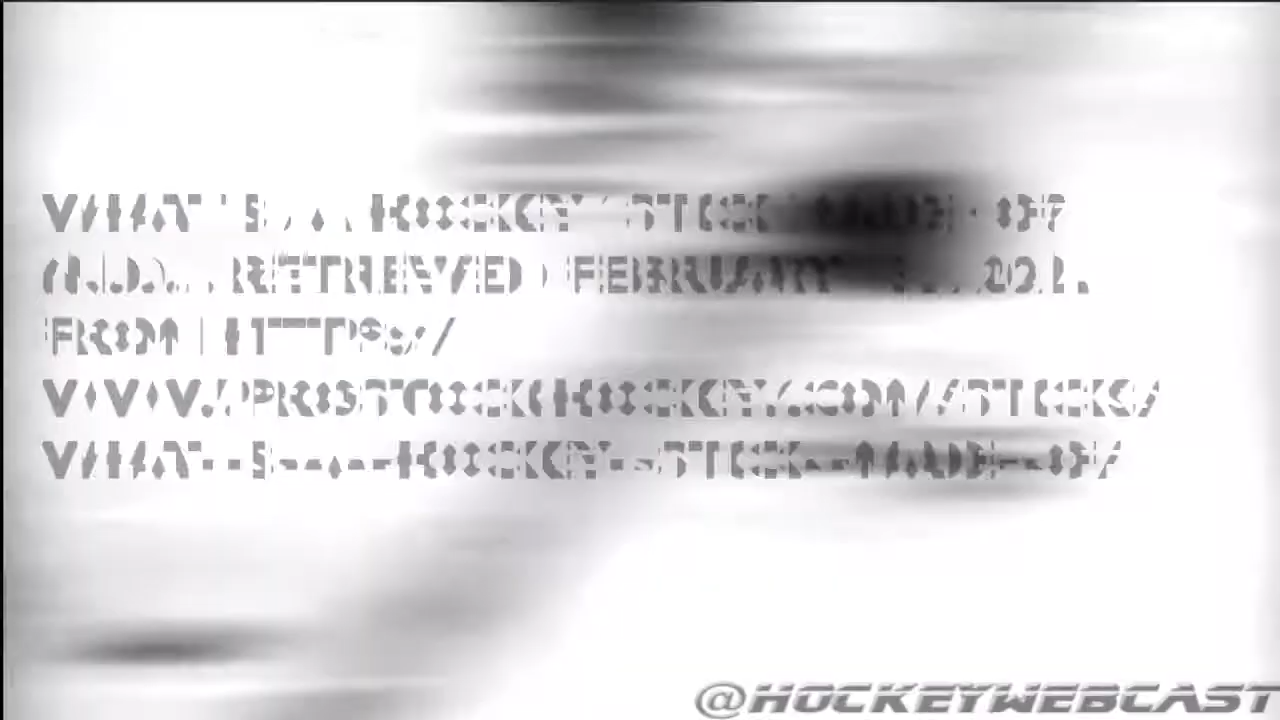 WHAT IS A HOCKEY STICK MADE OF?
(N.D.). RETRIEVED FEBRUARY
FROM HTTPS://
WWW.PROSTOCKHOCKEY.COM/STICKS/
WHAT-IS-A-HOCKEY-STICK-MADE-OF/
@HOCKEYWEBCAST